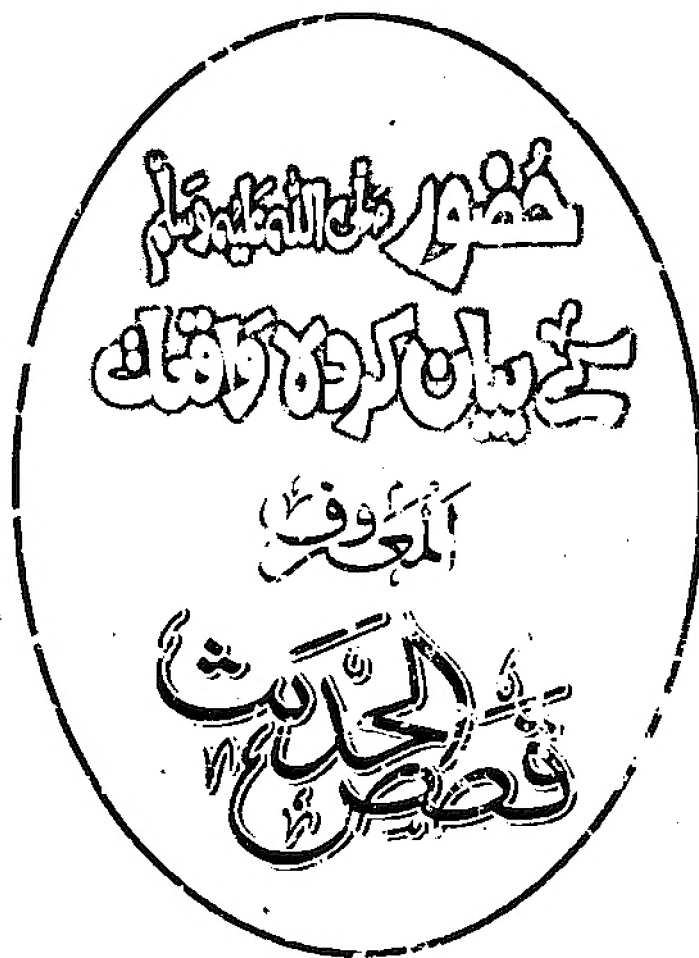 حضور صلی اللہ علیہ وسلم
کے بیان کردہ واقعات
المعروف
قصص الحدیث